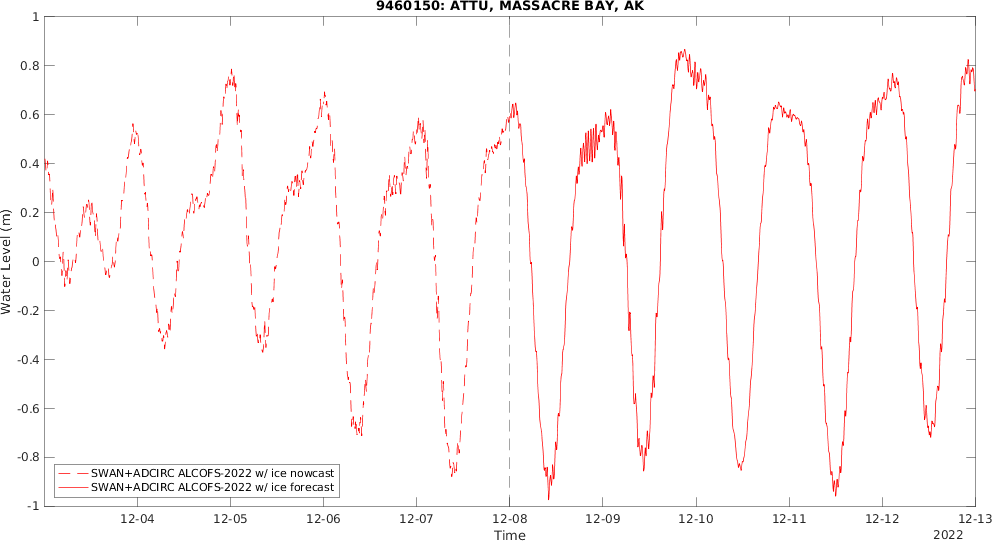 9460150: ATTU, MASSACRE BAY, AK
Water Level (m)
1
0.8
0.6
0.4
0.2
0
-0.2
-0.4
-0.6
-0.8
-1
SWAN+ADCIRC ALCOFS-2022 w/ ice nowcast
SWAN+ADCIRC ALCOFS-2022 w/ ice forecast
12-04 12-05 12-06 12-07 12-08 12-09 12-10 12-11 12-12 12-13
Time
2022